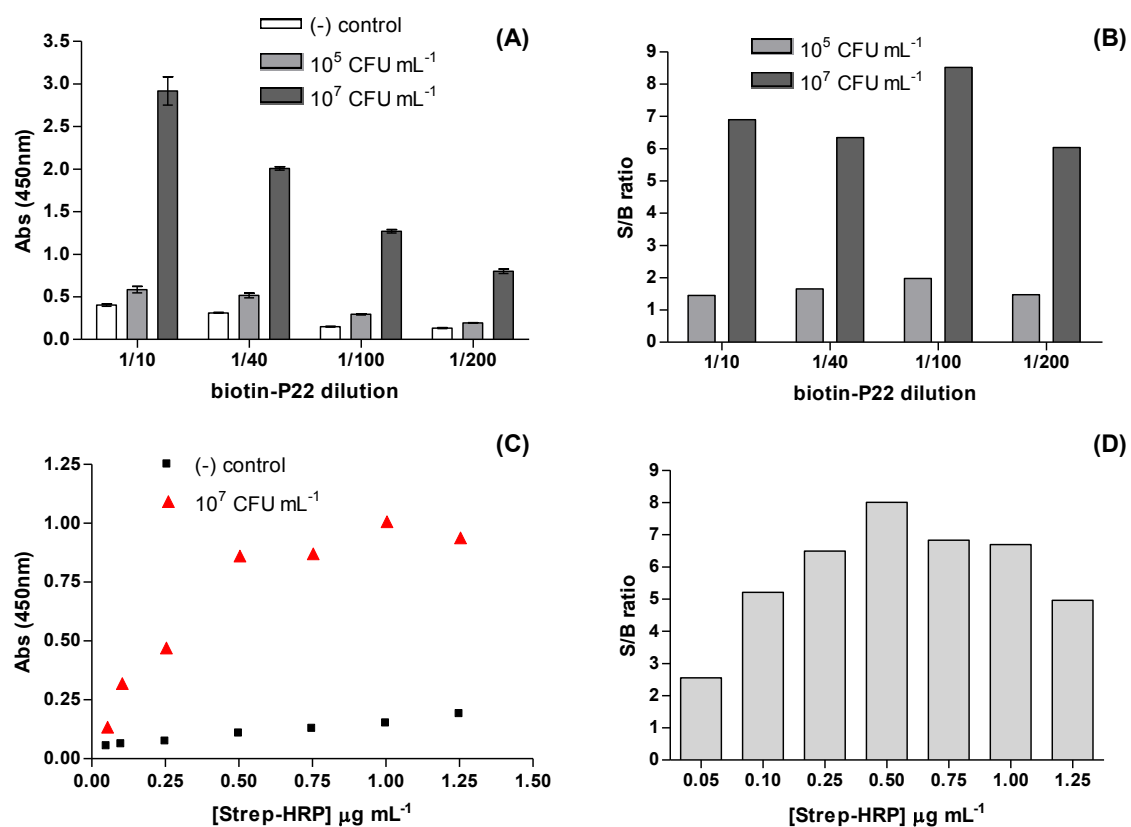 (A)
(-) control
10⁵ CFU mL⁻¹
10⁷ CFU mL⁻¹
3.5
3.0
2.5
2.0
1.5
1.0
0.5
0.0
Abs (450nm)
1/10 1/40 1/100 1/200
biotin-P22 dilution
(B)
10⁵ CFU mL⁻¹
10⁷ CFU mL⁻¹
9
8
7
6
5
4
3
2
1
0
S/B ratio
1/10 1/40 1/100 1/200
biotin-P22 dilution
(C)
(-) control
10⁷ CFU mL⁻¹
1.25
1.00
0.75
0.50
0.25
0.00
Abs (450nm)
0.00 0.25 0.50 0.75 1.00 1.25 1.50
[Strep-HRP] µg mL⁻¹
(D)
9
8
7
6
5
4
3
2
1
0
S/B ratio
0.05 0.10 0.25 0.50 0.75 1.00 1.25
[Strep-HRP] µg mL⁻¹